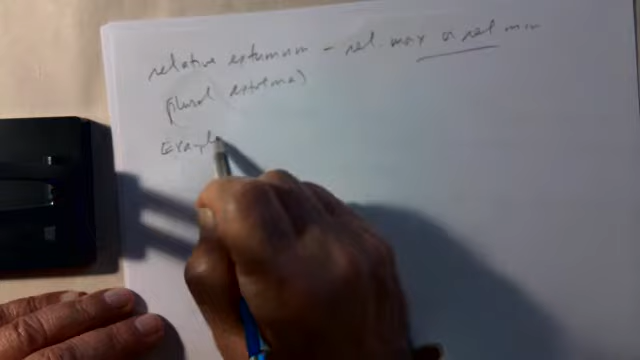 relative extremum - rel. max or rel min
(plural extrema)
Example